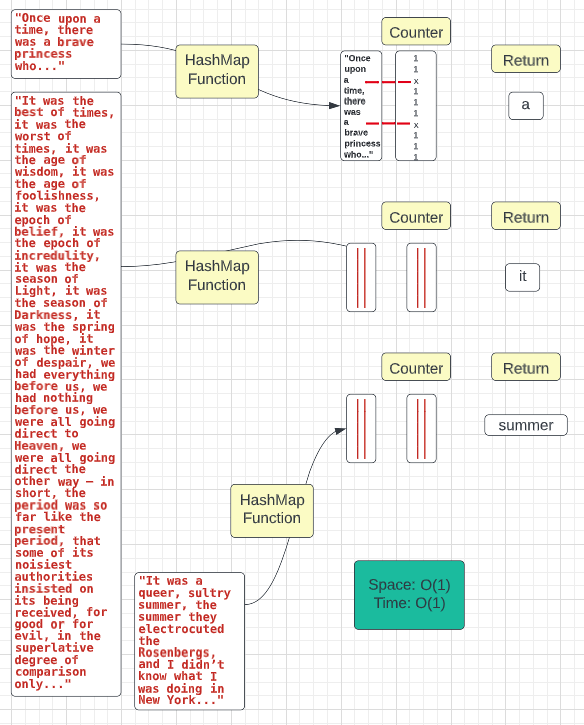 "Once upon a
time, there
was a brave
princess
who..."
HashMap
Function
Counter
Return
"Once
upon
a
time,
there
was
a
brave
princess
who..."
1
1
x
1
1
1
x
1
1
1
a
"It was the
best of times,
it was the
worst of
times, it was
the age of
wisdom, it was
the age of
foolishness,
it was the
epoch of
belief, it was
the epoch of
incredulity,
it was the
season of
Light, it was
the season of
Darkness, it
was the spring
of hope, it
was the winter
of despair, we
had everything
before us, we
had nothing
before us, we
were all going
direct to
Heaven, we
were all going
direct the
other way – in
short, the
period was so
far like the
present
period, that
some of its
noisiest
authorities
insisted on
its being
received, for
good or for
evil, in the
superlative
degree of
comparison
only..."
HashMap
Function
Counter
Return
it
Counter
Return
summer
HashMap
Function
"It was a
queer, sultry
summer, the
summer they
electrocuted
the
Rosenbergs,
and I didn’t
know what I
was doing in
New York..."
Space: O(1)
Time: O(1)